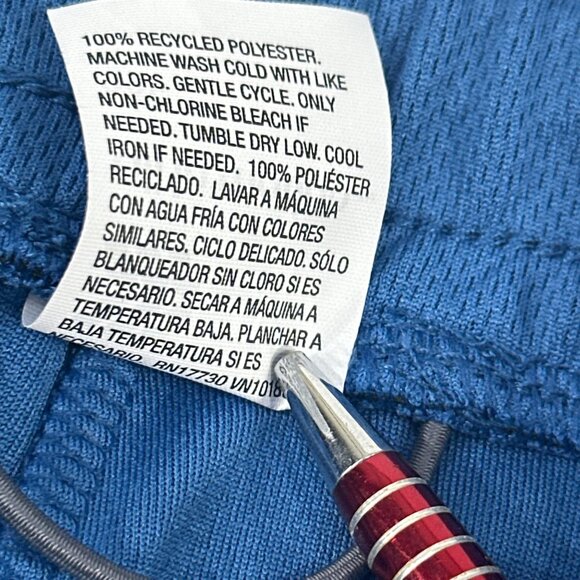 100% RECYCLED POLYESTER.
MACHINE WASH COLD WITH LIKE
COLORS. GENTLE CYCLE. ONLY
NON-CHLORINE BLEACH IF
NEEDED. TUMBLE DRY LOW. COOL
IRON IF NEEDED. 100% POLIÉSTER
RECICLADO. LAVAR A MÁQUINA
CON AGUA FRÍA CON COLORES
SIMILARES. CICLO DELICADO. SÓLO
BLANQUEADOR SIN CLORO SI ES
NECESARIO. SECAR A MÁQUINA A
TEMPERATURA BAJA. PLANCHAR A
BAJA TEMPERATURA SI ES
NECESARIO. RN17730